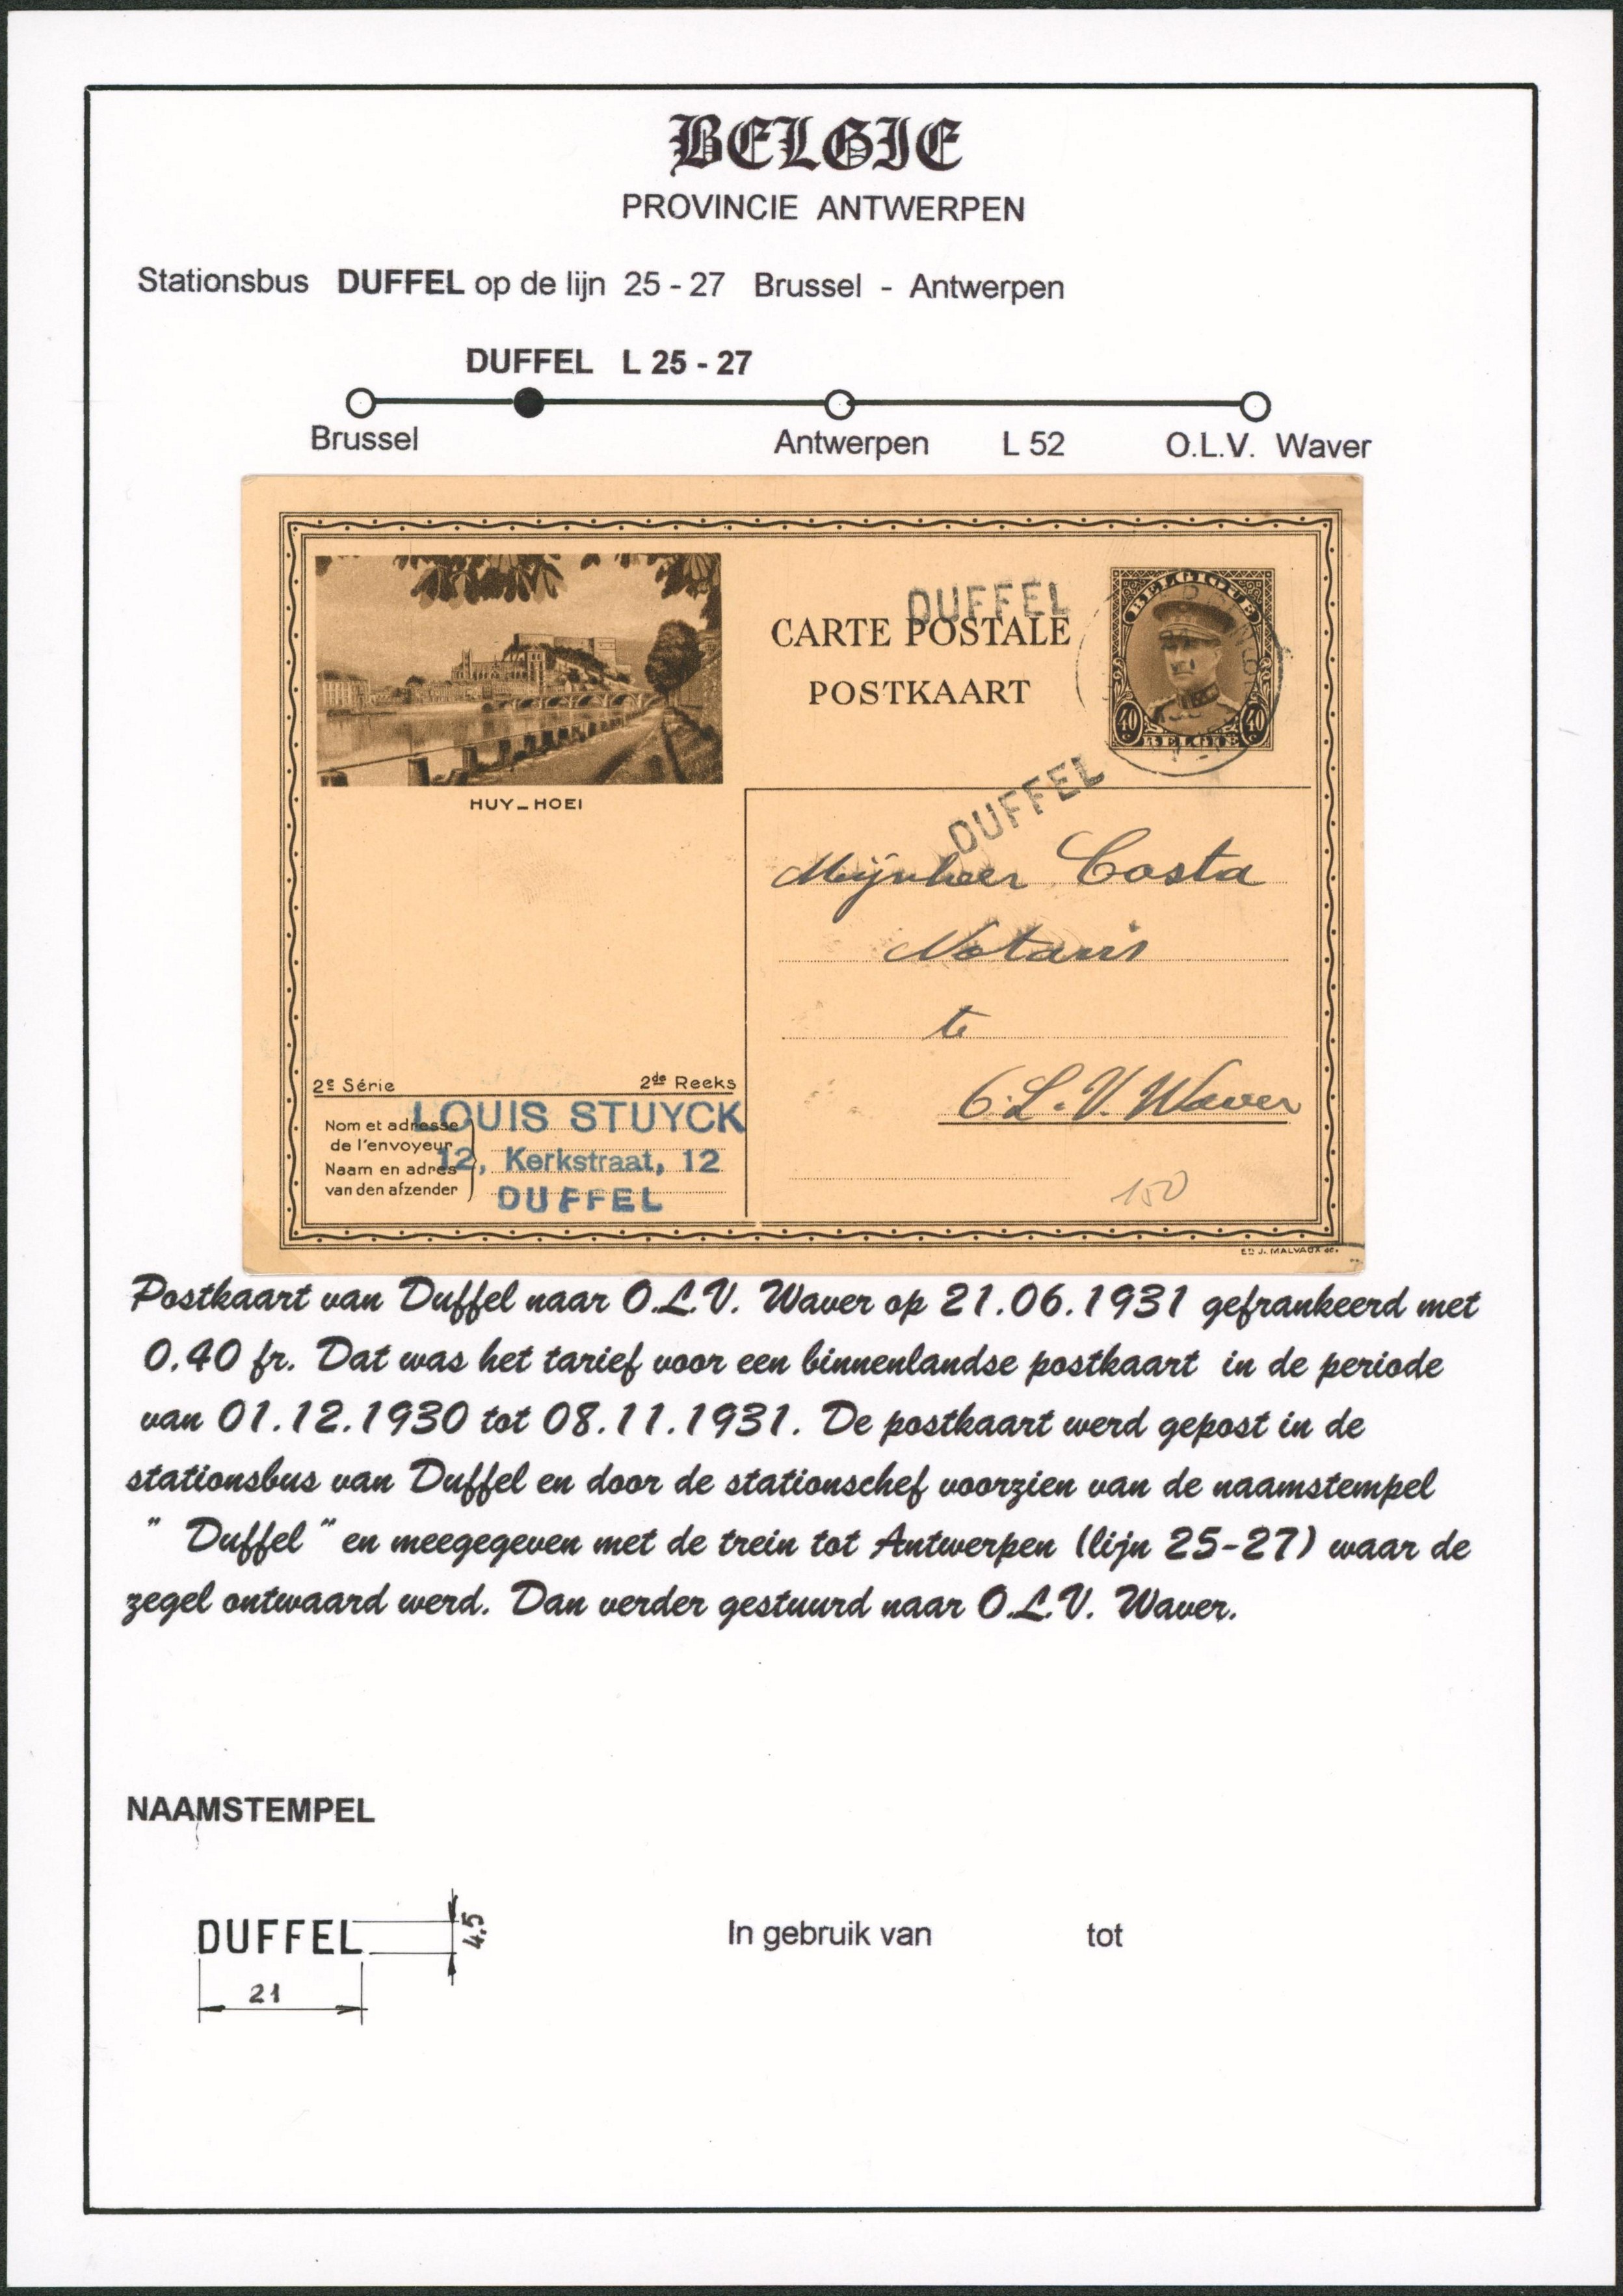 BELGIE
PROVINCIE ANTWERPEN
Stationsbus DUFFEL op de lijn 25 - 27 Brussel - Antwerpen
DUFFEL L 25 - 27
Brussel Antwerpen L 52 O.L.V. Waver
DUFFEL
CARTE POSTALE
POSTKAART
BELGIQUE
40 c 40 c
BELGIË
HUY_HOEI
DUFFEL
Mijnheer Costa
Notaris
te
O.L.V. Waver
150
2e Série 2de Reeks
Nom et adresse
de l'envoyeur
Naam en adres
van den afzender
LOUIS STUYCK
12, Kerkstraat, 12
DUFFEL
ED J. MALVAUX
Postkaart van Duffel naar O.L.V. Waver op 21.06.1931 gefrankeerd met
0.40 fr. Dat was het tarief voor een binnenlandse postkaart in de periode
van 01.12.1930 tot 08.11.1931. De postkaart werd gepost in de
stationsbus van Duffel en door de stationschef voorzien van de naamstempel
" Duffel " en meegegeven met de trein tot Antwerpen (lijn 25-27) waar de
zegel ontwaard werd. Dan verder gestuurd naar O.L.V. Waver.
NAAMSTEMPEL
DUFFEL
4,5
21
In gebruik van tot